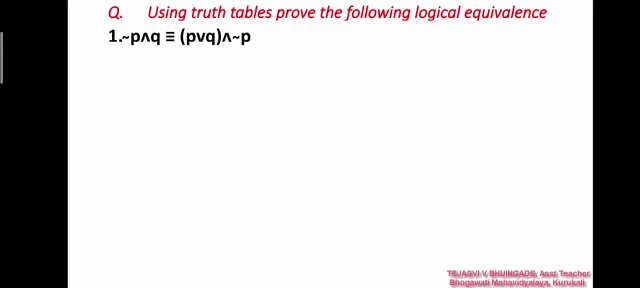 Q. Using truth tables prove the following logical equivalence
1.~p∧q ≡ (p∨q)∧~p
TEJASVI V BHUINGADE, Asst Teacher
Bhogawati Mahavidyalaya, Kurukali